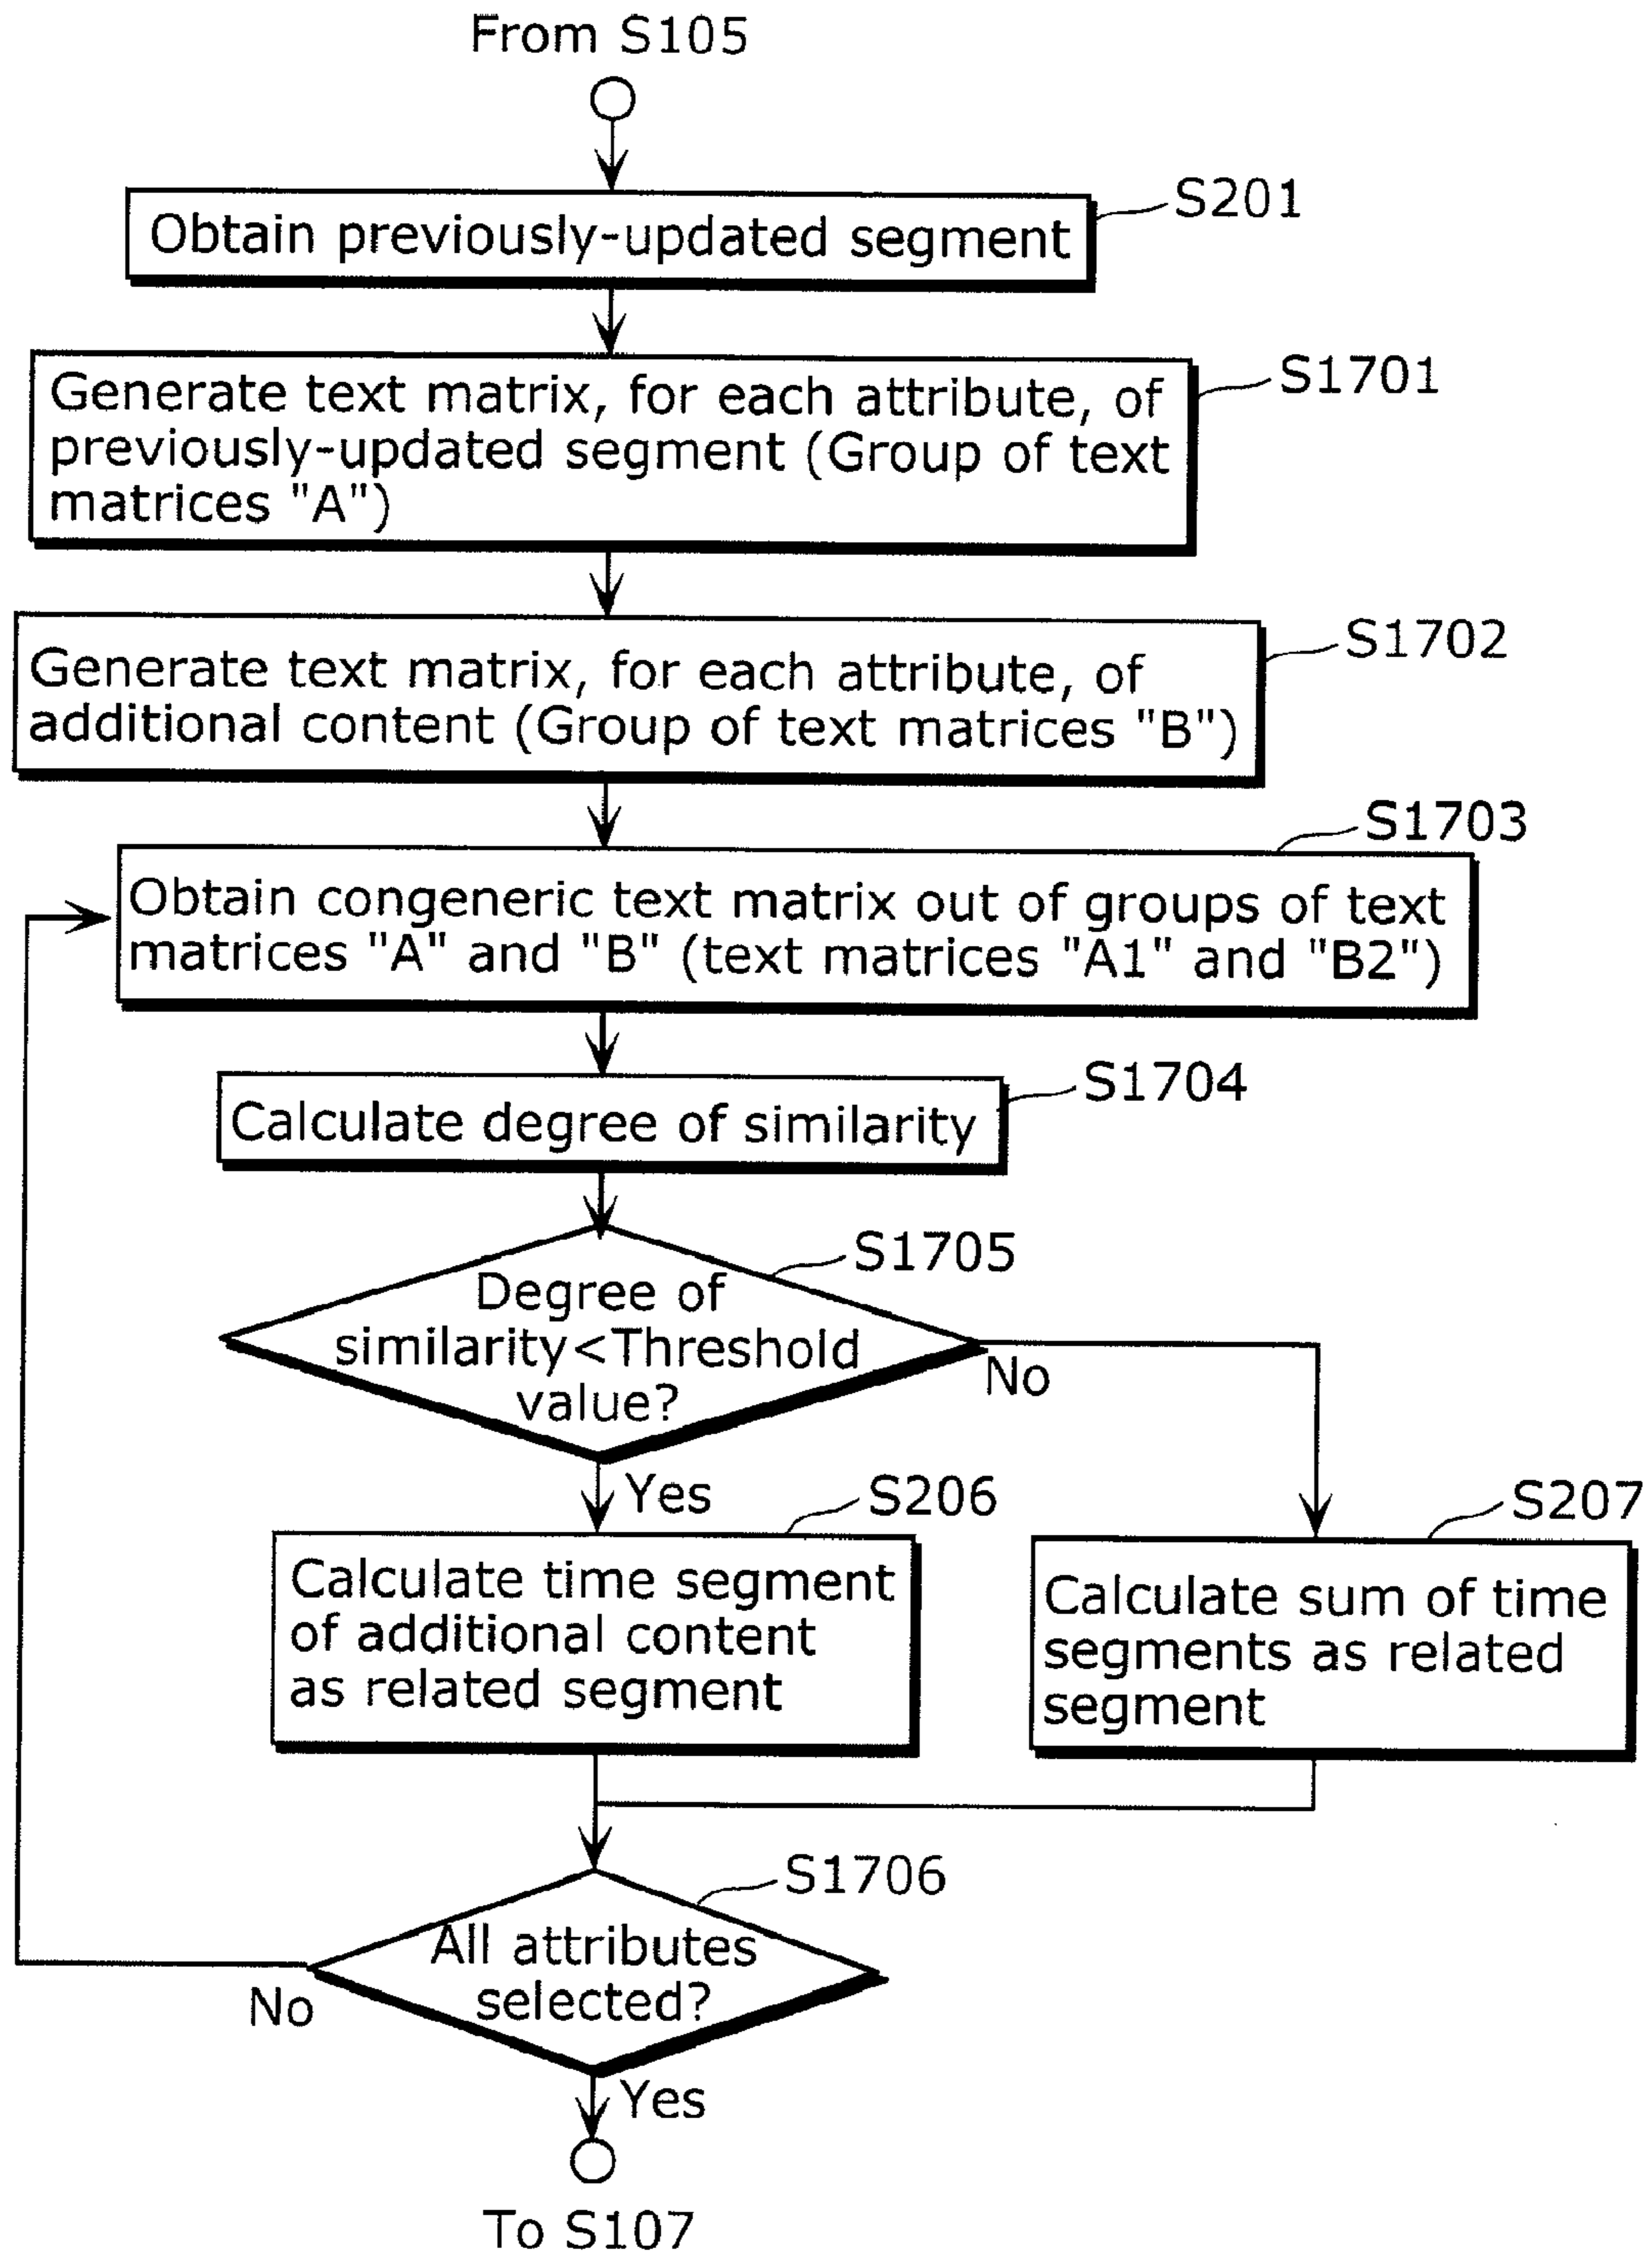 From S105
S201
Obtain previously-updated segment
S1701
Generate text matrix, for each attribute, of
previously-updated segment (Group of text
matrices "A")
S1702
Generate text matrix, for each attribute, of
additional content (Group of text matrices "B")
S1703
Obtain congeneric text matrix out of groups of text
matrices "A" and "B" (text matrices "A1" and "B2")
S1704
Calculate degree of similarity
S1705
Degree of
similarity<Threshold
value?
No
Yes
S206
Calculate time segment
of additional content
as related segment
S207
Calculate sum of time
segments as related
segment
S1706
All attributes
selected?
No
Yes
To S107